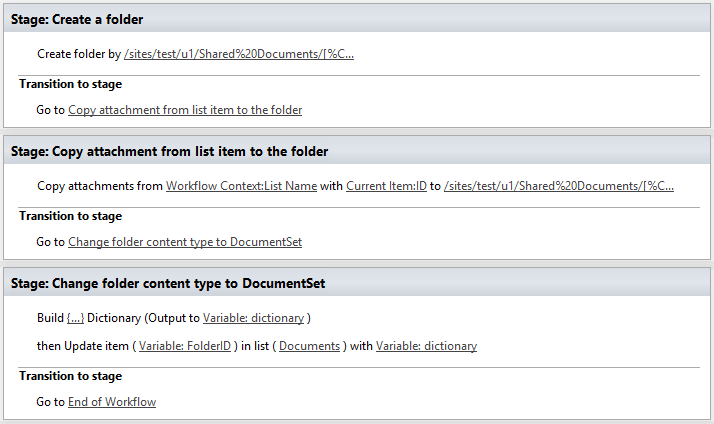 Stage: Create a folder
Create folder by /sites/test/u1/Shared%20Documents/[%C...
Transition to stage
Go to Copy attachment from list item to the folder
Stage: Copy attachment from list item to the folder
Copy attachments from Workflow Context:List Name with Current Item:ID to /sites/test/u1/Shared%20Documents/[%C...
Transition to stage
Go to Change folder content type to DocumentSet
Stage: Change folder content type to DocumentSet
Build {...} Dictionary (Output to Variable: dictionary )
then Update item ( Variable: FolderID ) in list ( Documents ) with Variable: dictionary
Transition to stage
Go to End of Workflow